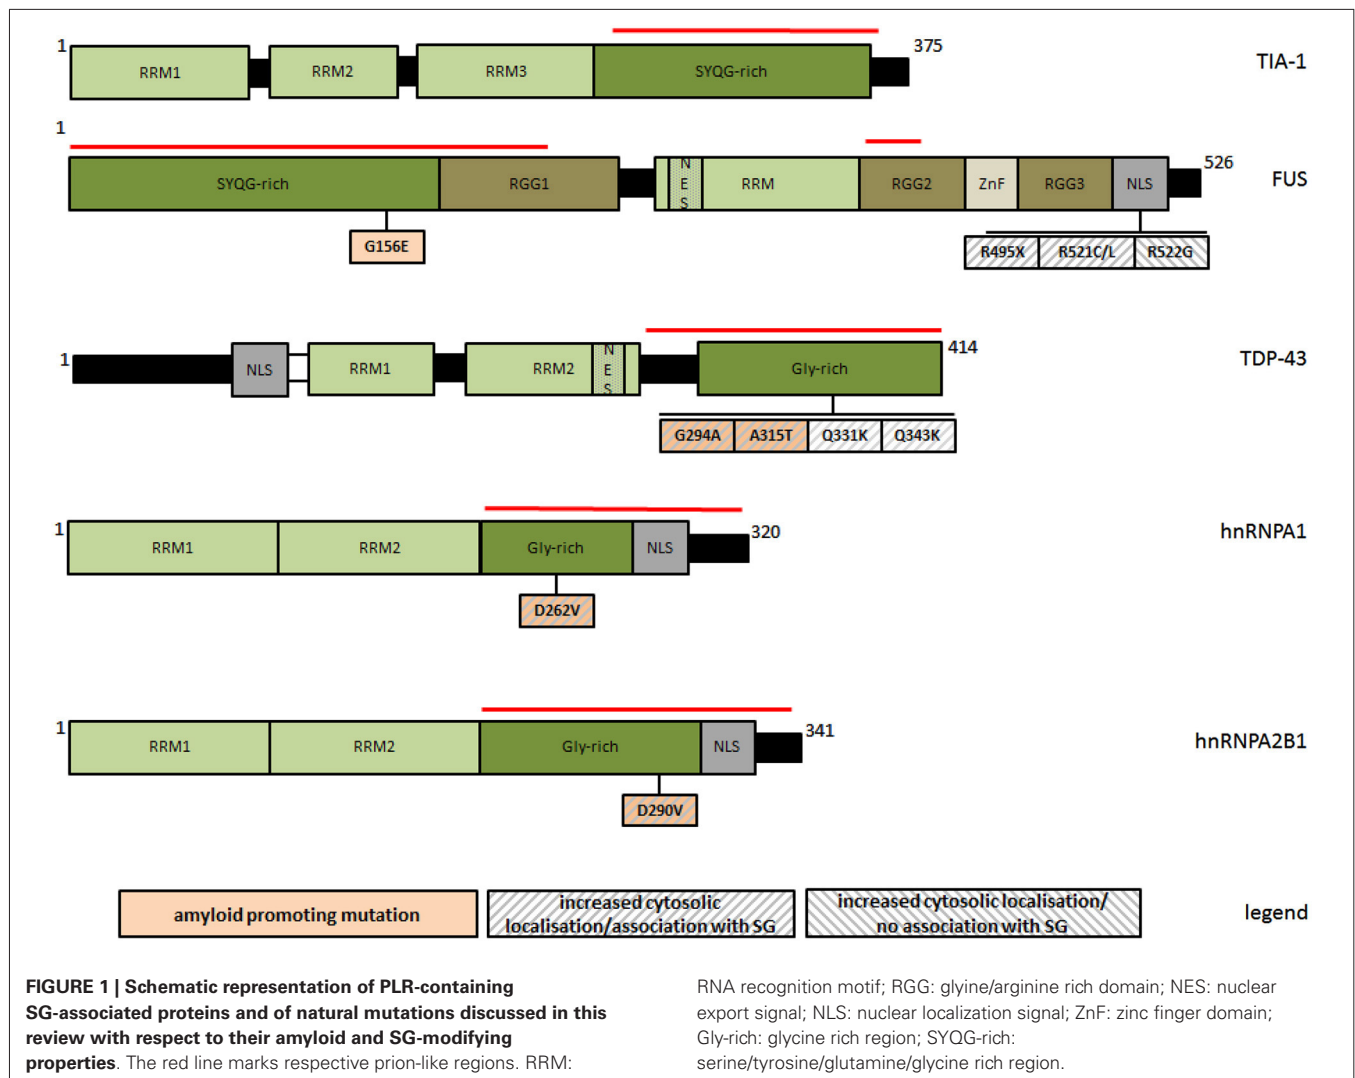 1
375
RRM1
RRM2
RRM3
SYQG-rich
TIA-1
1
526
SYQG-rich
RGG1
NES
RRM
RGG2
ZnF
RGG3
NLS
FUS
G156E
R495X
R521C/L
R522G
1
414
NLS
RRM1
RRM2
NES
Gly-rich
TDP-43
G294A
A315T
Q331K
Q343K
1
320
RRM1
RRM2
Gly-rich
NLS
hnRNPA1
D262V
1
341
RRM1
RRM2
Gly-rich
NLS
hnRNPA2B1
D290V
amyloid promoting mutation
increased cytosolic
localisation/association with SG
increased cytosolic localisation/
no association with SG
legend
FIGURE 1 | Schematic representation of PLR-containing
SG-associated proteins and of natural mutations discussed in this
review with respect to their amyloid and SG-modifying
properties. The red line marks respective prion-like regions. RRM:
RNA recognition motif; RGG: glyine/arginine rich domain; NES: nuclear
export signal; NLS: nuclear localization signal; ZnF: zinc finger domain;
Gly-rich: glycine rich region; SYQG-rich:
serine/tyrosine/glutamine/glycine rich region.